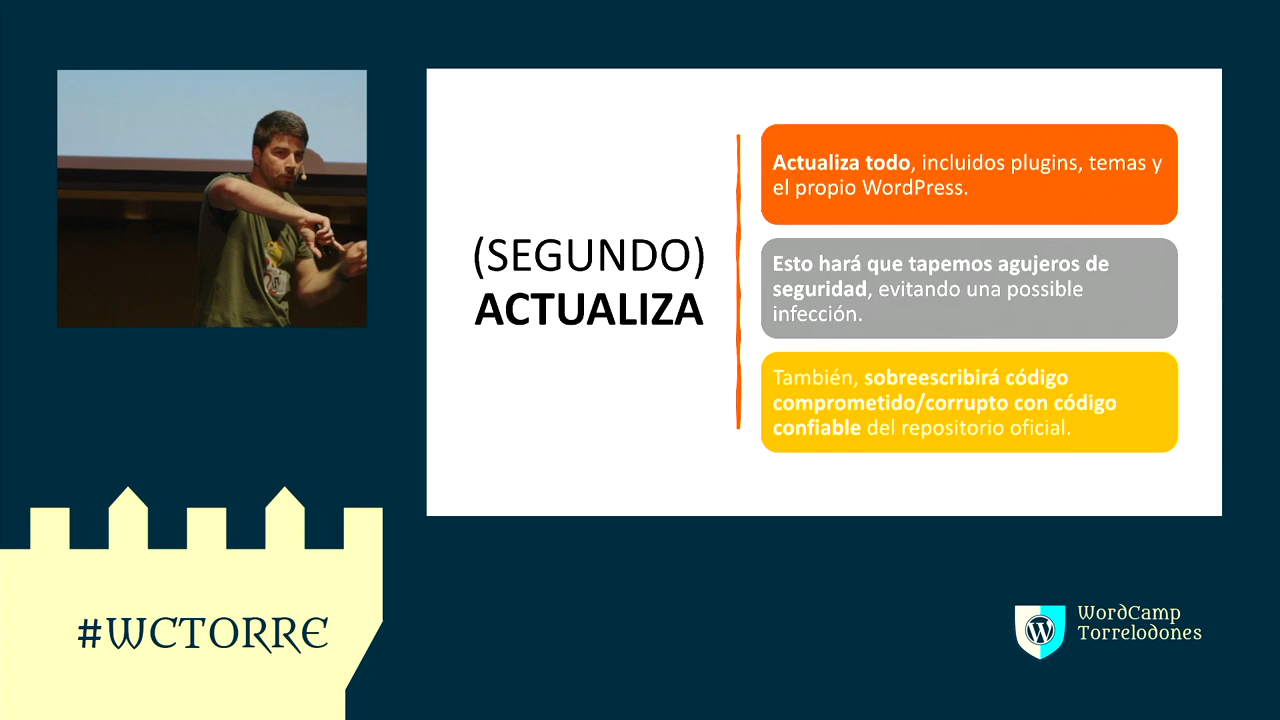 (SEGUNDO)
ACTUALIZA
Actualiza todo, incluidos plugins, temas y
el propio WordPress.
Esto hará que tapemos agujeros de
seguridad, evitando una possible
infección.
También, sobreescribirá código
comprometido/corrupto con código
confiable del repositorio oficial.
#WCTORRE
WordCamp
Torrelodones